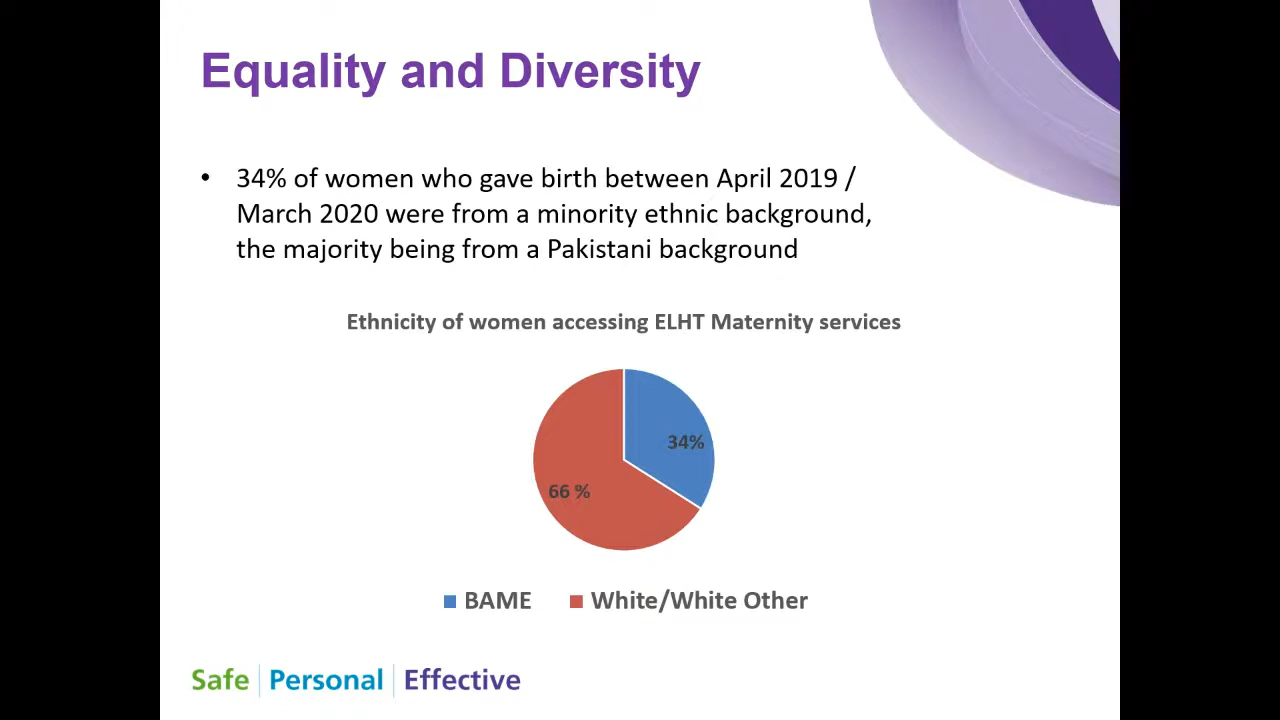 Equality and Diversity
• 34% of women who gave birth between April 2019 /
March 2020 were from a minority ethnic background,
the majority being from a Pakistani background
Ethnicity of women accessing ELHT Maternity services
34%
66 %
BAME White/White Other
Safe Personal Effective